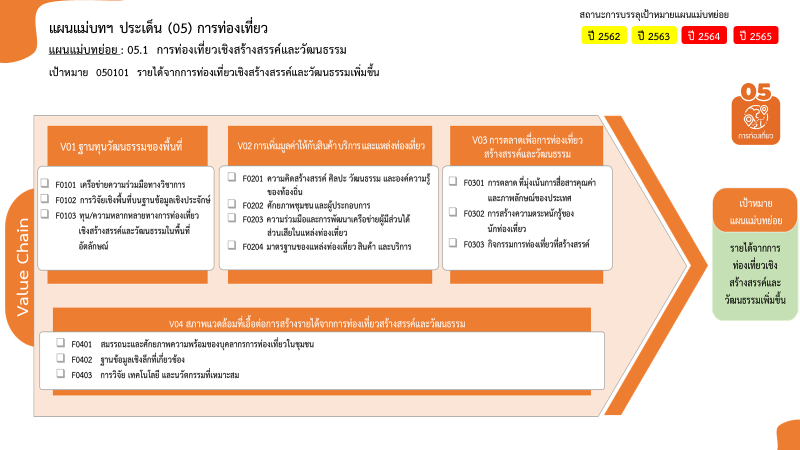 แผนแม่บทฯ ประเด็น (05) การท่องเที่ยว
แผนแม่บทย่อย : 05.1 การท่องเที่ยวเชิงสร้างสรรค์และวัฒนธรรม
เป้าหมาย 050101 รายได้จากการท่องเที่ยวเชิงสร้างสรรค์และวัฒนธรรมเพิ่มขึ้น
สถานะการบรรลุเป้าหมายแผนแม่บทย่อย
ปี 2562 ปี 2563 ปี 2564 ปี 2565
05
การท่องเที่ยว
Value Chain
V01 ฐานทุนวัฒนธรรมของพื้นที่
F0101 เครือข่ายความร่วมมือทางวิชาการ
F0102 การวิจัยเชิงพื้นที่บนฐานข้อมูลเชิงประจักษ์
F0103 ทุน/ความหลากหลายทางการท่องเที่ยว
เชิงสร้างสรรค์และวัฒนธรรมในพื้นที่
อัตลักษณ์
V02 การเพิ่มมูลค่าให้กับสินค้า บริการ และแหล่งท่องเที่ยว
F0201 ความคิดสร้างสรรค์ ศิลปะ วัฒนธรรม และองค์ความรู้
ของท้องถิ่น
F0202 ศักยภาพชุมชน และผู้ประกอบการ
F0203 ความร่วมมือและการพัฒนาเครือข่ายผู้มีส่วนได้
ส่วนเสียในแหล่งท่องเที่ยว
F0204 มาตรฐานของแหล่งท่องเที่ยว สินค้า และบริการ
V03 การตลาดเพื่อการท่องเที่ยว
สร้างสรรค์และวัฒนธรรม
F0301 การตลาด ที่มุ่งเน้นการสื่อสารคุณค่า
และภาพลักษณ์ของประเทศ
F0302 การสร้างความตระหนักรู้ของ
นักท่องเที่ยว
F0303 กิจกรรมการท่องเที่ยวที่สร้างสรรค์
V04 สภาพแวดล้อมที่เอื้อต่อการสร้างรายได้จากการท่องเที่ยวสร้างสรรค์และวัฒนธรรม
F0401 สมรรถนะและศักยภาพความพร้อมของบุคลากรการท่องเที่ยวในชุมชน
F0402 ฐานข้อมูลเชิงลึกที่เกี่ยวข้อง
F0403 การวิจัย เทคโนโลยี และนวัตกรรมที่เหมาะสม
เป้าหมาย
แผนแม่บทย่อย
รายได้จากการ
ท่องเที่ยวเชิง
สร้างสรรค์และ
วัฒนธรรมเพิ่มขึ้น